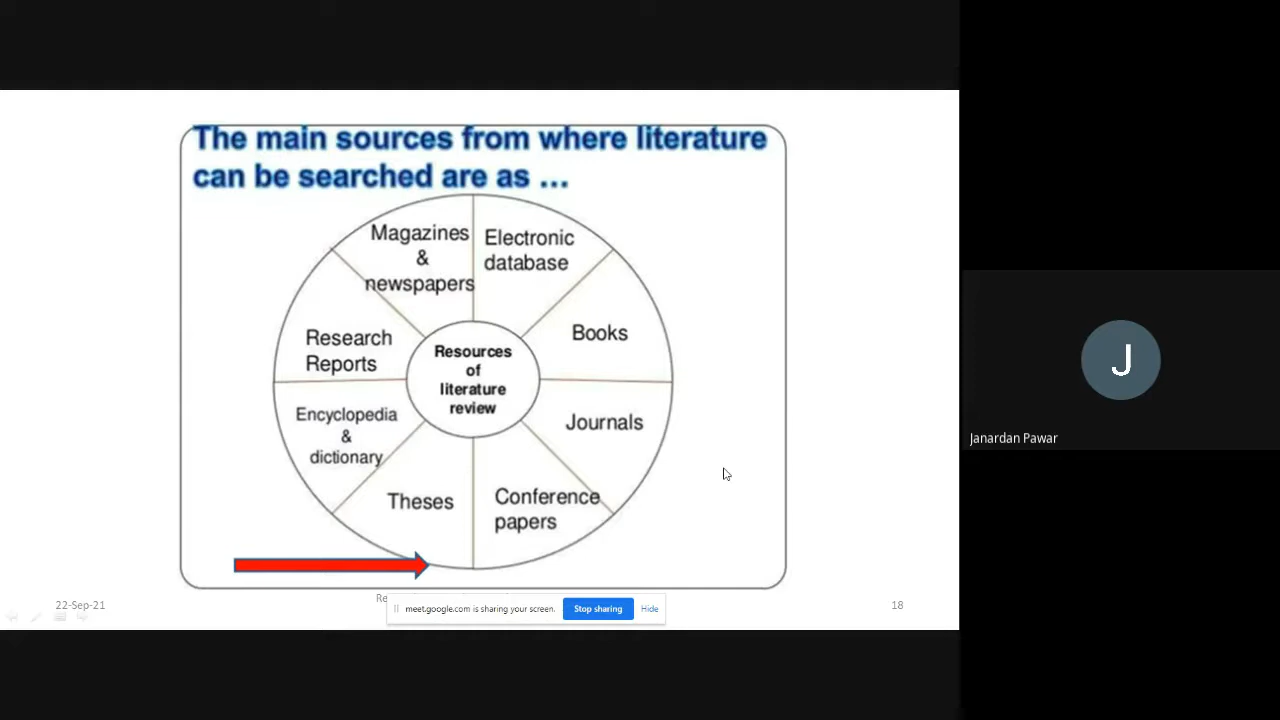 The main sources from where literature
can be searched are as ...
Magazines
&
newspapers
Electronic
database
Books
Research
Reports
Resources
of
literature
review
Encyclopedia
&
dictionary
Journals
Theses
Conference
papers
22-Sep-21
meet.google.com is sharing your screen.
Stop sharing
Hide
18
J
Janardan Pawar